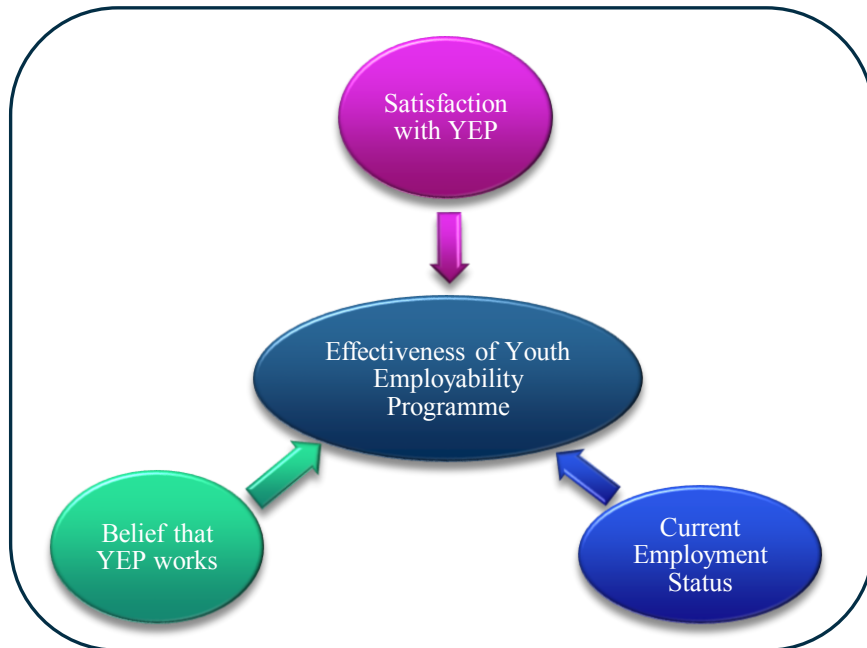 Satisfaction
with YEP
Effectiveness of Youth
Employability
Programme
Belief that
YEP works
Current
Employment
Status